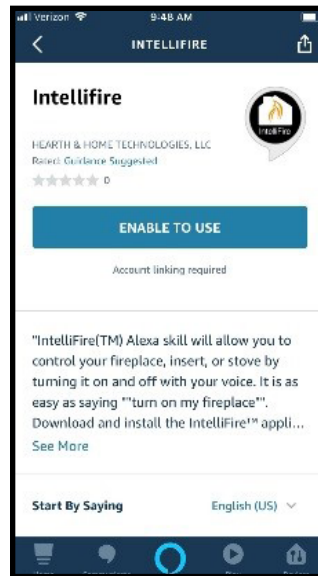 Verizon 9:48 AM
INTELLIFIRE
Intellifire
IntelliFire
HEARTH & HOME TECHNOLOGIES, LLC
Rated: Guidance Suggested
0
ENABLE TO USE
Account linking required
"IntelliFire(TM) Alexa skill will allow you to
control your fireplace, insert, or stove by
turning it on and off with your voice. It is as
easy as saying ""turn on my fireplace"".
Download and install the IntelliFire™ appli...
See More
Start By Saying English (US)